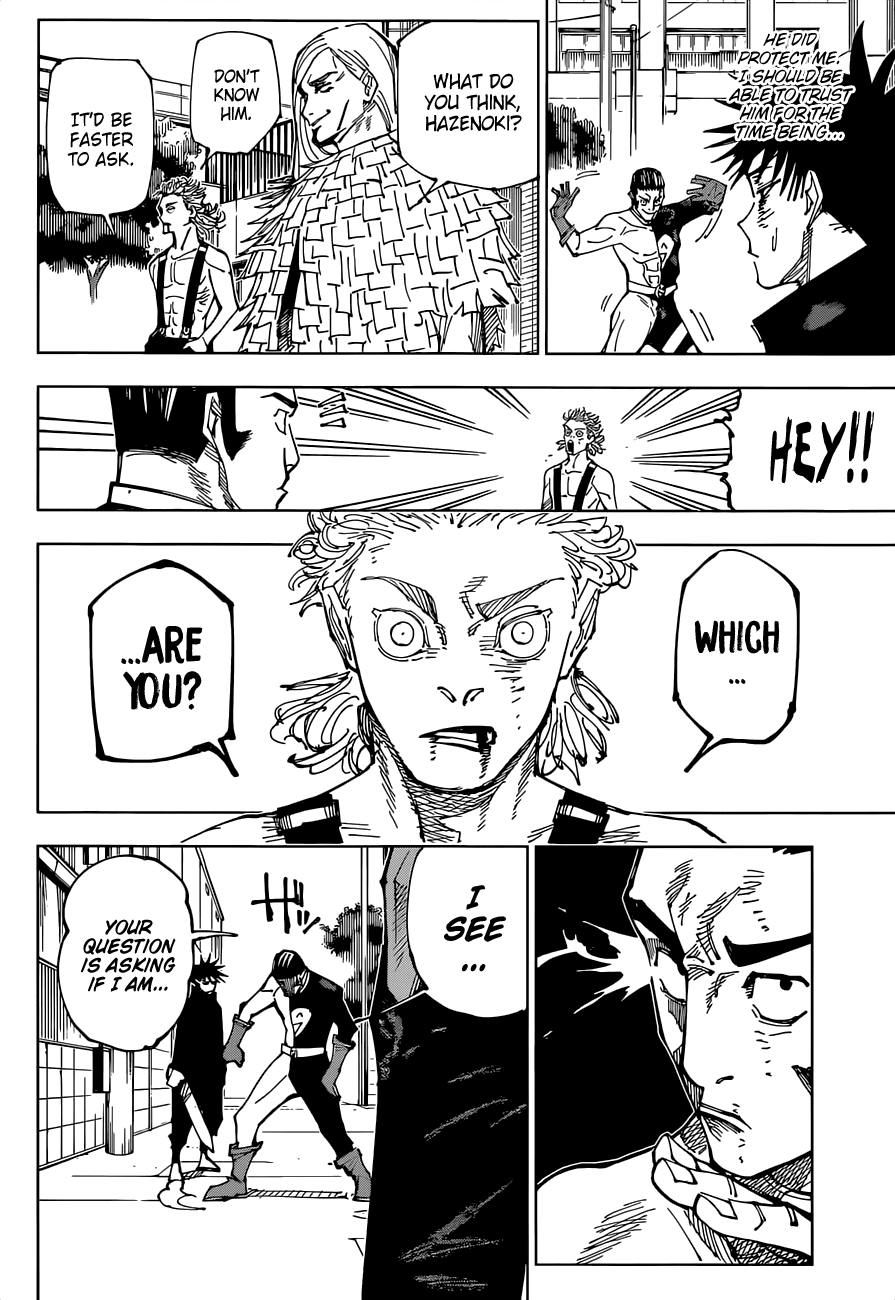 HE DID
PROTECT ME.
I SHOULD BE
ABLE TO TRUST
HIM FOR THE
TIME BEING...
WHAT DO
YOU THINK,
HAZENOKI?
DON'T
KNOW
HIM.
IT'D BE
FASTER
TO ASK.
HEY!!
WHICH
...
...ARE
YOU?
I
SEE
...
YOUR
QUESTION
IS ASKING
IF I AM...